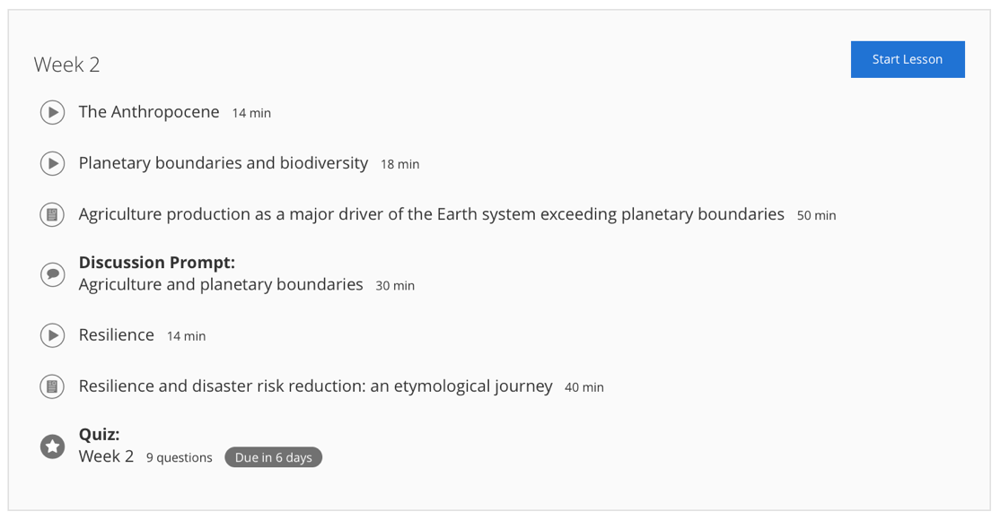 Week 2
Start Lesson
The Anthropocene 14 min
Planetary boundaries and biodiversity 18 min
Agriculture production as a major driver of the Earth system exceeding planetary boundaries 50 min
Discussion Prompt:
Agriculture and planetary boundaries 30 min
Resilience 14 min
Resilience and disaster risk reduction: an etymological journey 40 min
Quiz:
Week 2 9 questions Due in 6 days